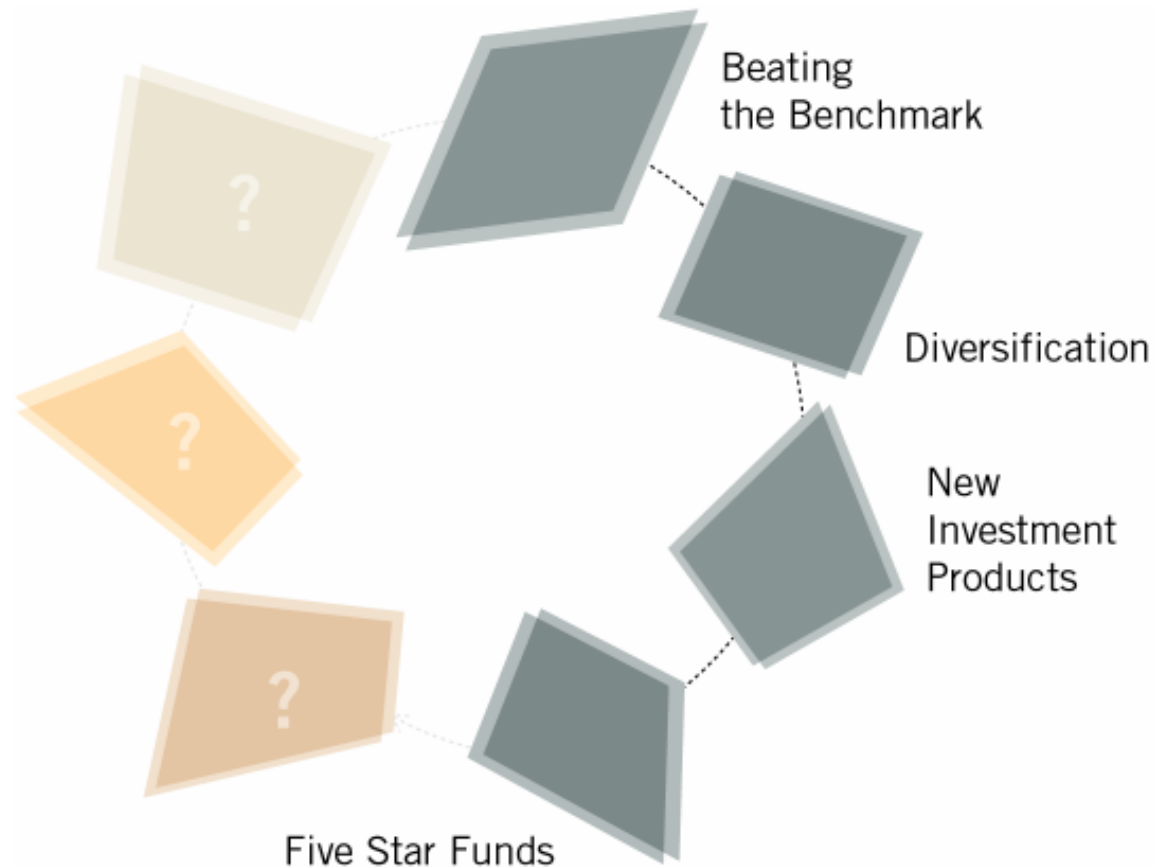 Beating
the Benchmark
?
Diversification
?
New
Investment
Products
?
Five Star Funds